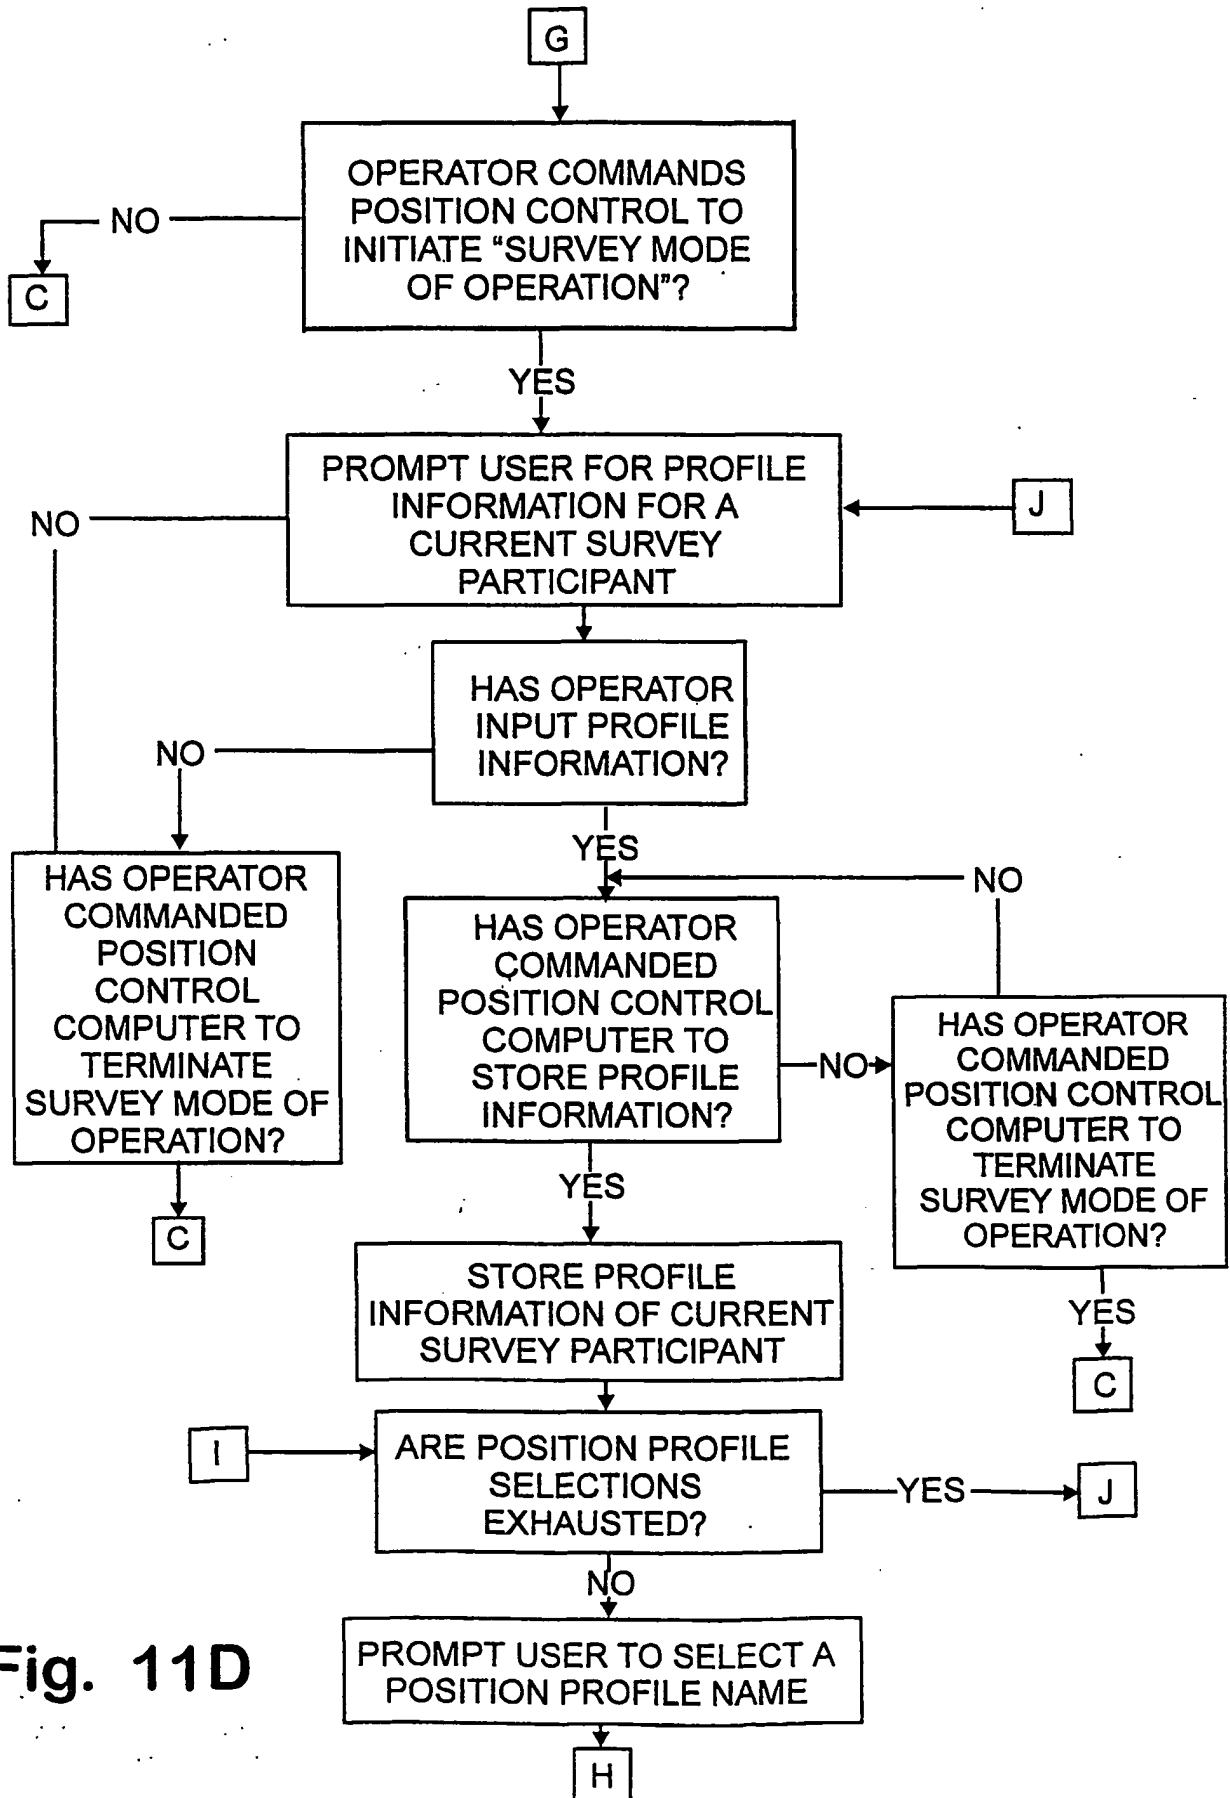 G
OPERATOR COMMANDS
POSITION CONTROL TO
INITIATE "SURVEY MODE
OF OPERATION"?
NO
C
YES
PROMPT USER FOR PROFILE
INFORMATION FOR A
CURRENT SURVEY
PARTICIPANT
NO
J
HAS OPERATOR
INPUT PROFILE
INFORMATION?
NO
YES
HAS OPERATOR
COMMANDED
POSITION
CONTROL
COMPUTER TO
TERMINATE
SURVEY MODE OF
OPERATION?
C
HAS OPERATOR
COMMANDED
POSITION CONTROL
COMPUTER TO
STORE PROFILE
INFORMATION?
NO
NO
HAS OPERATOR
COMMANDED
POSITION CONTROL
COMPUTER TO
TERMINATE
SURVEY MODE OF
OPERATION?
YES
C
YES
STORE PROFILE
INFORMATION OF CURRENT
SURVEY PARTICIPANT
I
ARE POSITION PROFILE
SELECTIONS
EXHAUSTED?
YES
J
NO
PROMPT USER TO SELECT A
POSITION PROFILE NAME
H
Fig. 11D